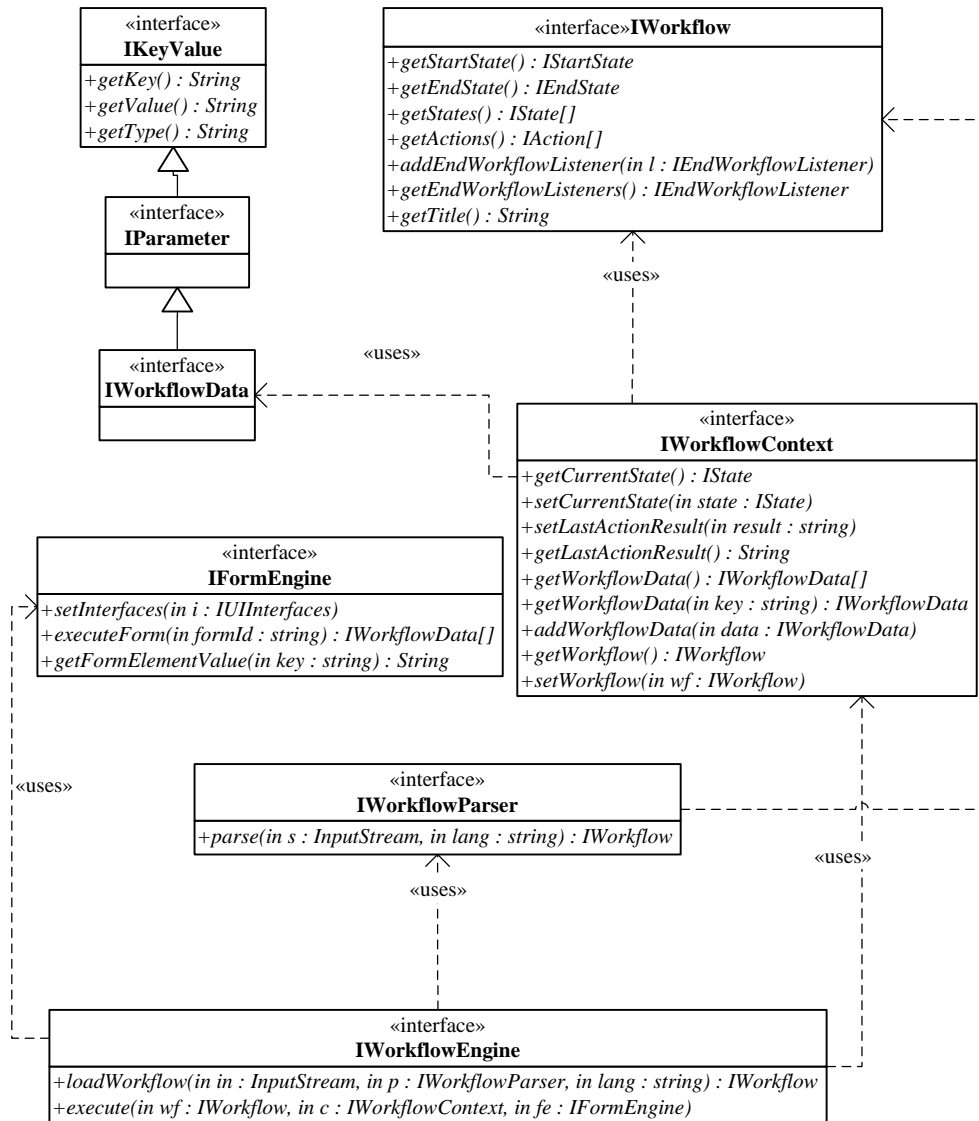 «interface»
IKeyValue
+getKey() : String
+getValue() : String
+getType() : String
«interface»IWorkflow
+getStartState() : IStartState
+getEndState() : IEndState
+getStates() : IState[]
+getActions() : IAction[]
+addEndWorkflowListener(in l : IEndWorkflowListener)
+getEndWorkflowListeners() : IEndWorkflowListener
+getTitle() : String
«interface»
IParameter
«uses»
«interface»
IWorkflowData
«uses»
«interface»
IWorkflowContext
+getCurrentState() : IState
+setCurrentState(in state : IState)
+setLastActionResult(in result : string)
+getLastActionResult() : String
+getWorkflowData() : IWorkflowData[]
+getWorkflowData(in key : string) : IWorkflowData
+addWorkflowData(in data : IWorkflowData)
+getWorkflow() : IWorkflow
+setWorkflow(in wf : IWorkflow)
«interface»
IFormEngine
+setInterfaces(in i : IUIInterfaces)
+executeForm(in formId : string) : IWorkflowData[]
+getFormElementValue(in key : string) : String
«uses»
«interface»
IWorkflowParser
+parse(in s : InputStream, in lang : string) : IWorkflow
«uses»
«uses»
«interface»
IWorkflowEngine
+loadWorkflow(in in : InputStream, in p : IWorkflowParser, in lang : string) : IWorkflow
+execute(in wf : IWorkflow, in c : IWorkflowContext, in fe : IFormEngine)